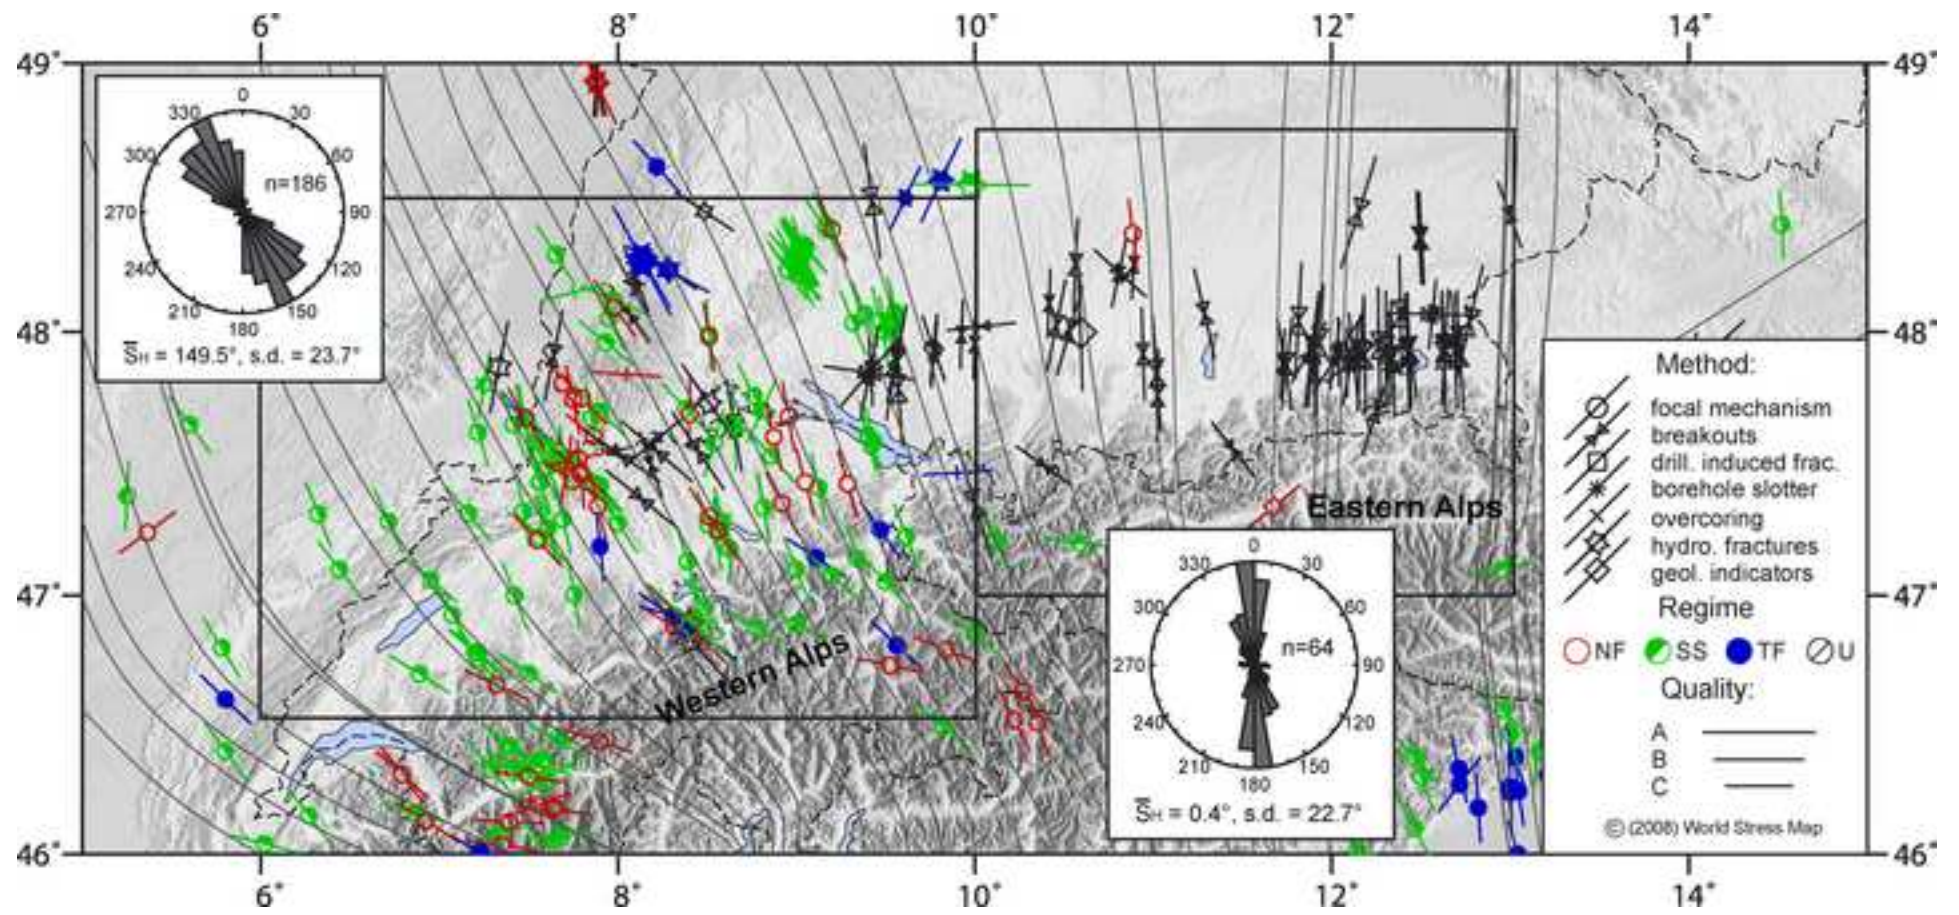 6° 8° 10° 12° 14°
49° 49°
0
330 30
300 60
n=186
270 90
240 120
210 150
180
S̅H = 149.5°, s.d. = 23.7°
48° 48°
Method:
focal mechanism
breakouts
drill. induced frac.
borehole slotter
overcoring
hydro. fractures
geol. indicators
Regime
NF SS TF U
Quality:
A
B
C
© (2008) World Stress Map
Eastern Alps
47° 47°
0
330 30
300 60
n=64
270 90
240 120
210 150
180
S̅H = 0.4°, s.d. = 22.7°
Western Alps
46° 46°
6° 8° 10° 12° 14°